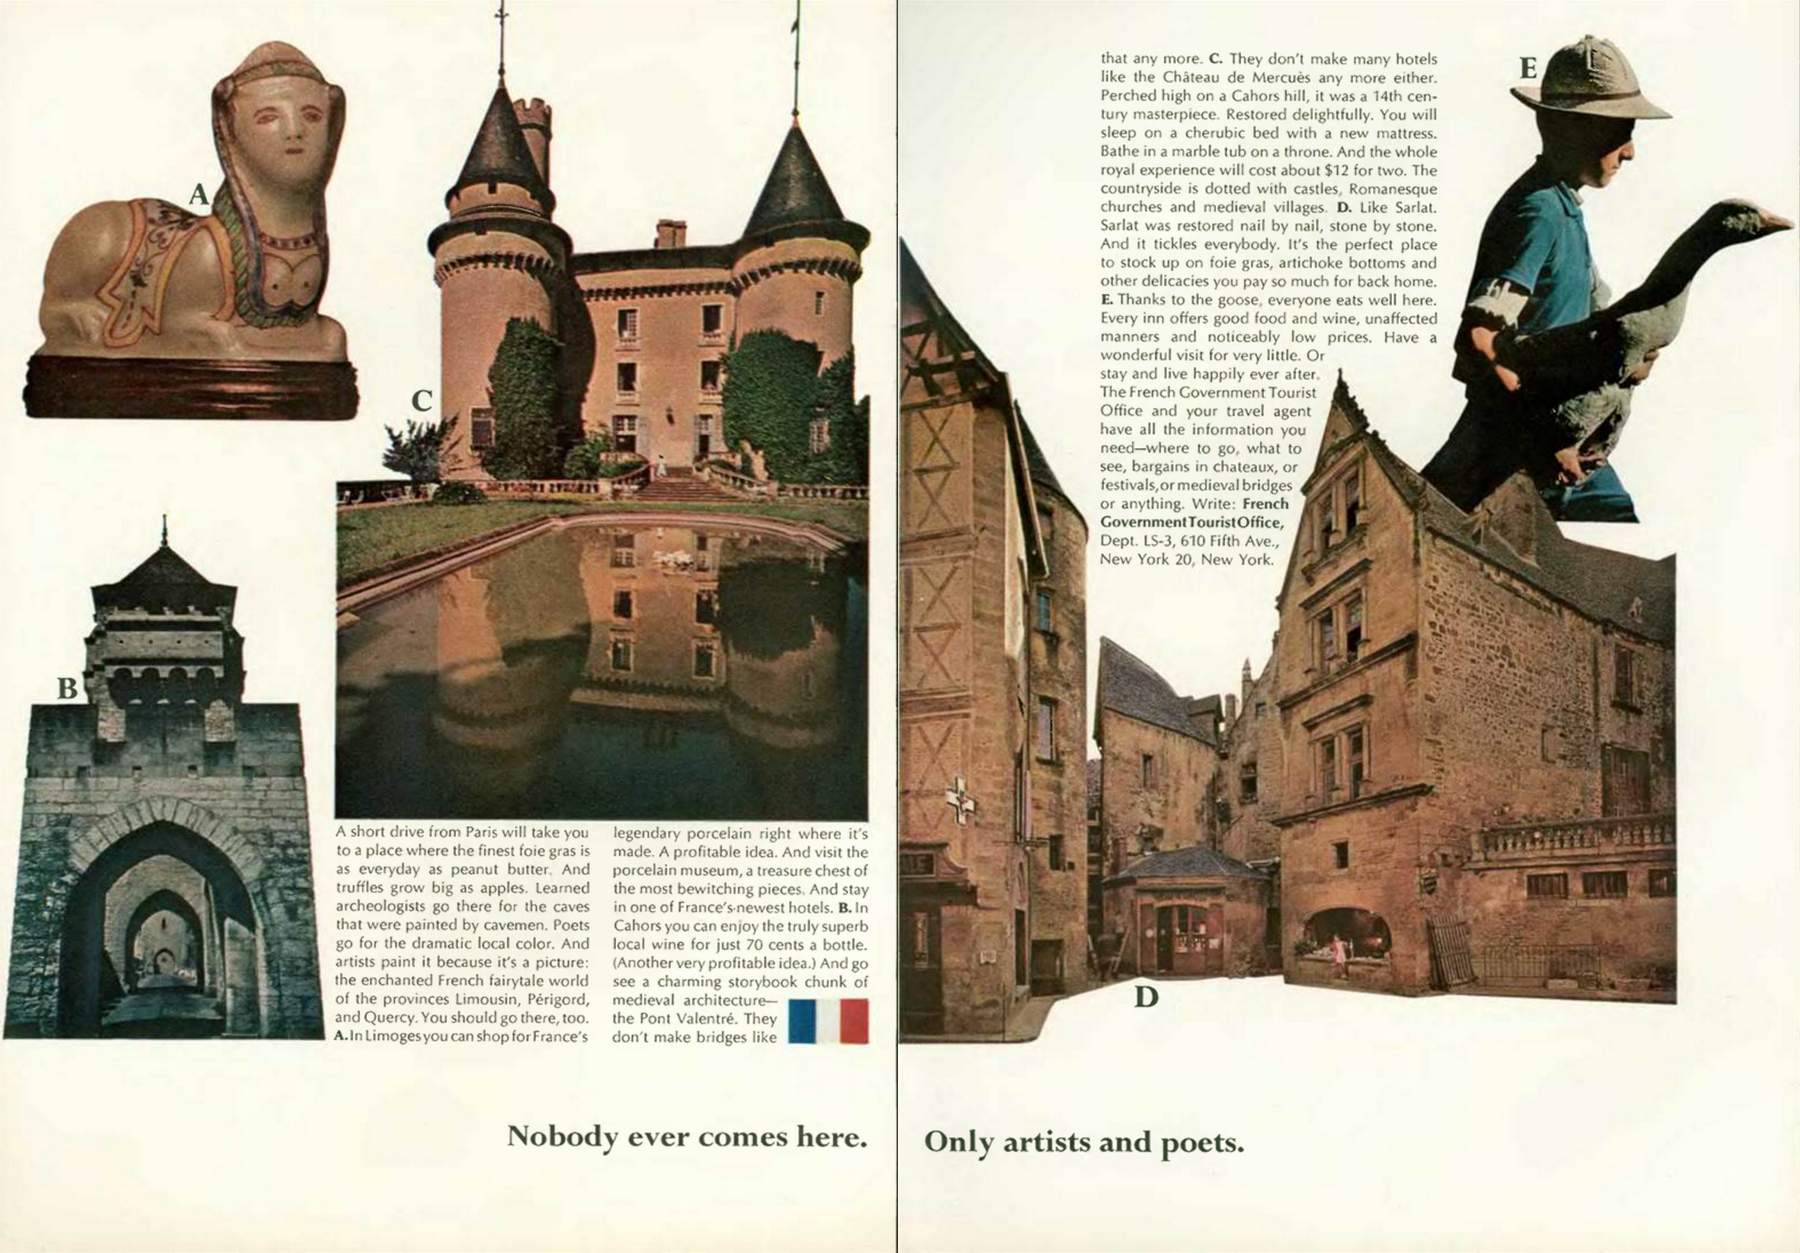 A
C
B
A short drive from Paris will take you
to a place where the finest foie gras is
as everyday as peanut butter. And
truffles grow big as apples. Learned
archeologists go there for the caves
that were painted by cavemen. Poets
go for the dramatic local color. And
artists paint it because it's a picture:
the enchanted French fairytale world
of the provinces Limousin, Périgord,
and Quercy. You should go there, too.
A. In Limoges you can shop for France's
legendary porcelain right where it's
made. A profitable idea. And visit the
porcelain museum, a treasure chest of
the most bewitching pieces. And stay
in one of France's newest hotels. B. In
Cahors you can enjoy the truly superb
local wine for just 70 cents a bottle.
(Another very profitable idea.) And go
see a charming storybook chunk of
medieval architecture—
the Pont Valentré. They
don't make bridges like
Nobody ever comes here.
that any more. C. They don't make many hotels
like the Château de Mercuès any more either.
Perched high on a Cahors hill, it was a 14th cen-
tury masterpiece. Restored delightfully. You will
sleep on a cherubic bed with a new mattress.
Bathe in a marble tub on a throne. And the whole
royal experience will cost about $12 for two. The
countryside is dotted with castles, Romanesque
churches and medieval villages. D. Like Sarlat.
Sarlat was restored nail by nail, stone by stone.
And it tickles everybody. It's the perfect place
to stock up on foie gras, artichoke bottoms and
other delicacies you pay so much for back home.
E. Thanks to the goose, everyone eats well here.
Every inn offers good food and wine, unaffected
manners and noticeably low prices. Have a
wonderful visit for very little. Or
stay and live happily ever after.
The French Government Tourist
Office and your travel agent
have all the information you
need—where to go, what to
see, bargains in chateaux, or
festivals, or medieval bridges
or anything. Write: French
Government Tourist Office,
Dept. LS-3, 610 Fifth Ave.,
New York 20, New York.
E
D
Only artists and poets.